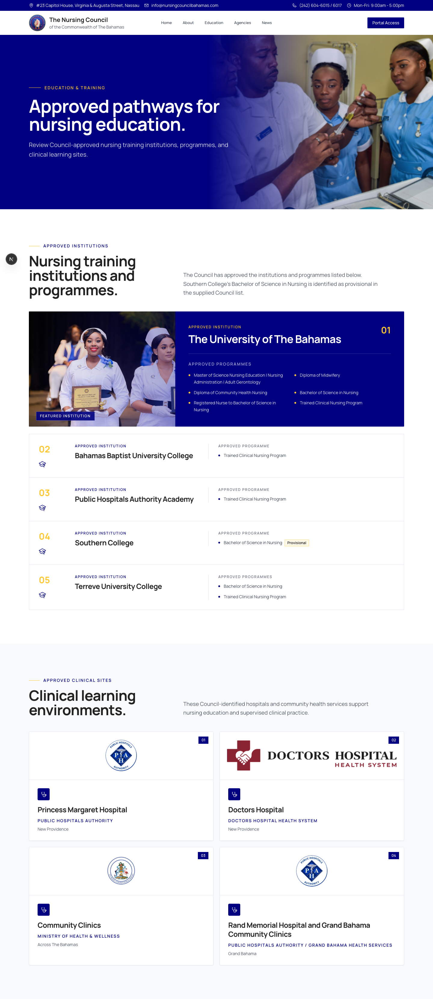 #23 Capitol House, Virginia & Augusta Street, Nassau
info@nursingcouncilbahamas.com
(242) 604-6015 / 6017
Mon-Fri: 9:00am - 5:00pm
The Nursing Council
of the Commonwealth of The Bahamas
Home
About
Education
Agencies
News
Portal Access
EDUCATION & TRAINING
Approved pathways for
nursing education.
Review Council-approved nursing training institutions, programmes, and
clinical learning sites.
APPROVED INSTITUTIONS
Nursing training
institutions and
programmes.
The Council has approved the institutions and programmes listed below.
Southern College's Bachelor of Science in Nursing is identified as provisional in
the supplied Council list.
FEATURED INSTITUTION
APPROVED INSTITUTION
01
The University of The Bahamas
APPROVED PROGRAMMES
Master of Science Nursing Education | Nursing
Administration | Adult Gerontology
Diploma of Midwifery
Diploma of Community Health Nursing
Bachelor of Science in Nursing
Registered Nurse to Bachelor of Science in
Nursing
Trained Clinical Nursing Program
02
APPROVED INSTITUTION
Bahamas Baptist University College
APPROVED PROGRAMME
Trained Clinical Nursing Program
03
APPROVED INSTITUTION
Public Hospitals Authority Academy
APPROVED PROGRAMME
Trained Clinical Nursing Program
04
APPROVED INSTITUTION
Southern College
APPROVED PROGRAMME
Bachelor of Science in Nursing
Provisional
05
APPROVED INSTITUTION
Terreve University College
APPROVED PROGRAMMES
Bachelor of Science in Nursing
Trained Clinical Nursing Program
APPROVED CLINICAL SITES
Clinical learning
environments.
These Council-identified hospitals and community health services support
nursing education and supervised clinical practice.
01
PUBLIC HOSPITALS
P A
H
AUTHORITY
Princess Margaret Hospital
PUBLIC HOSPITALS AUTHORITY
New Providence
02
DOCTORS HOSPITAL
HEALTH SYSTEM
Doctors Hospital
DOCTORS HOSPITAL HEALTH SYSTEM
New Providence
03
Community Clinics
MINISTRY OF HEALTH & WELLNESS
Across The Bahamas
04
PUBLIC HOSPITALS
P A
H
AUTHORITY
Rand Memorial Hospital and Grand Bahama
Community Clinics
PUBLIC HOSPITALS AUTHORITY / GRAND BAHAMA HEALTH SERVICES
Grand Bahama